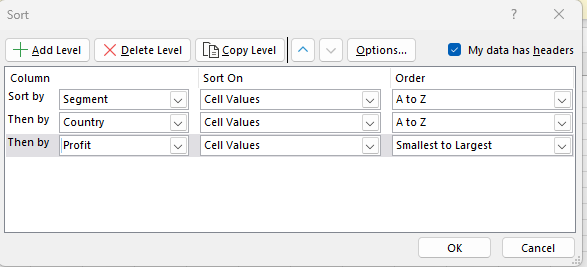 Sort
?
Add Level Delete Level Copy Level Options... My data has headers
Column Sort On Order
Sort by Segment Cell Values A to Z
Then by Country Cell Values A to Z
Then by Profit Cell Values Smallest to Largest
OK Cancel